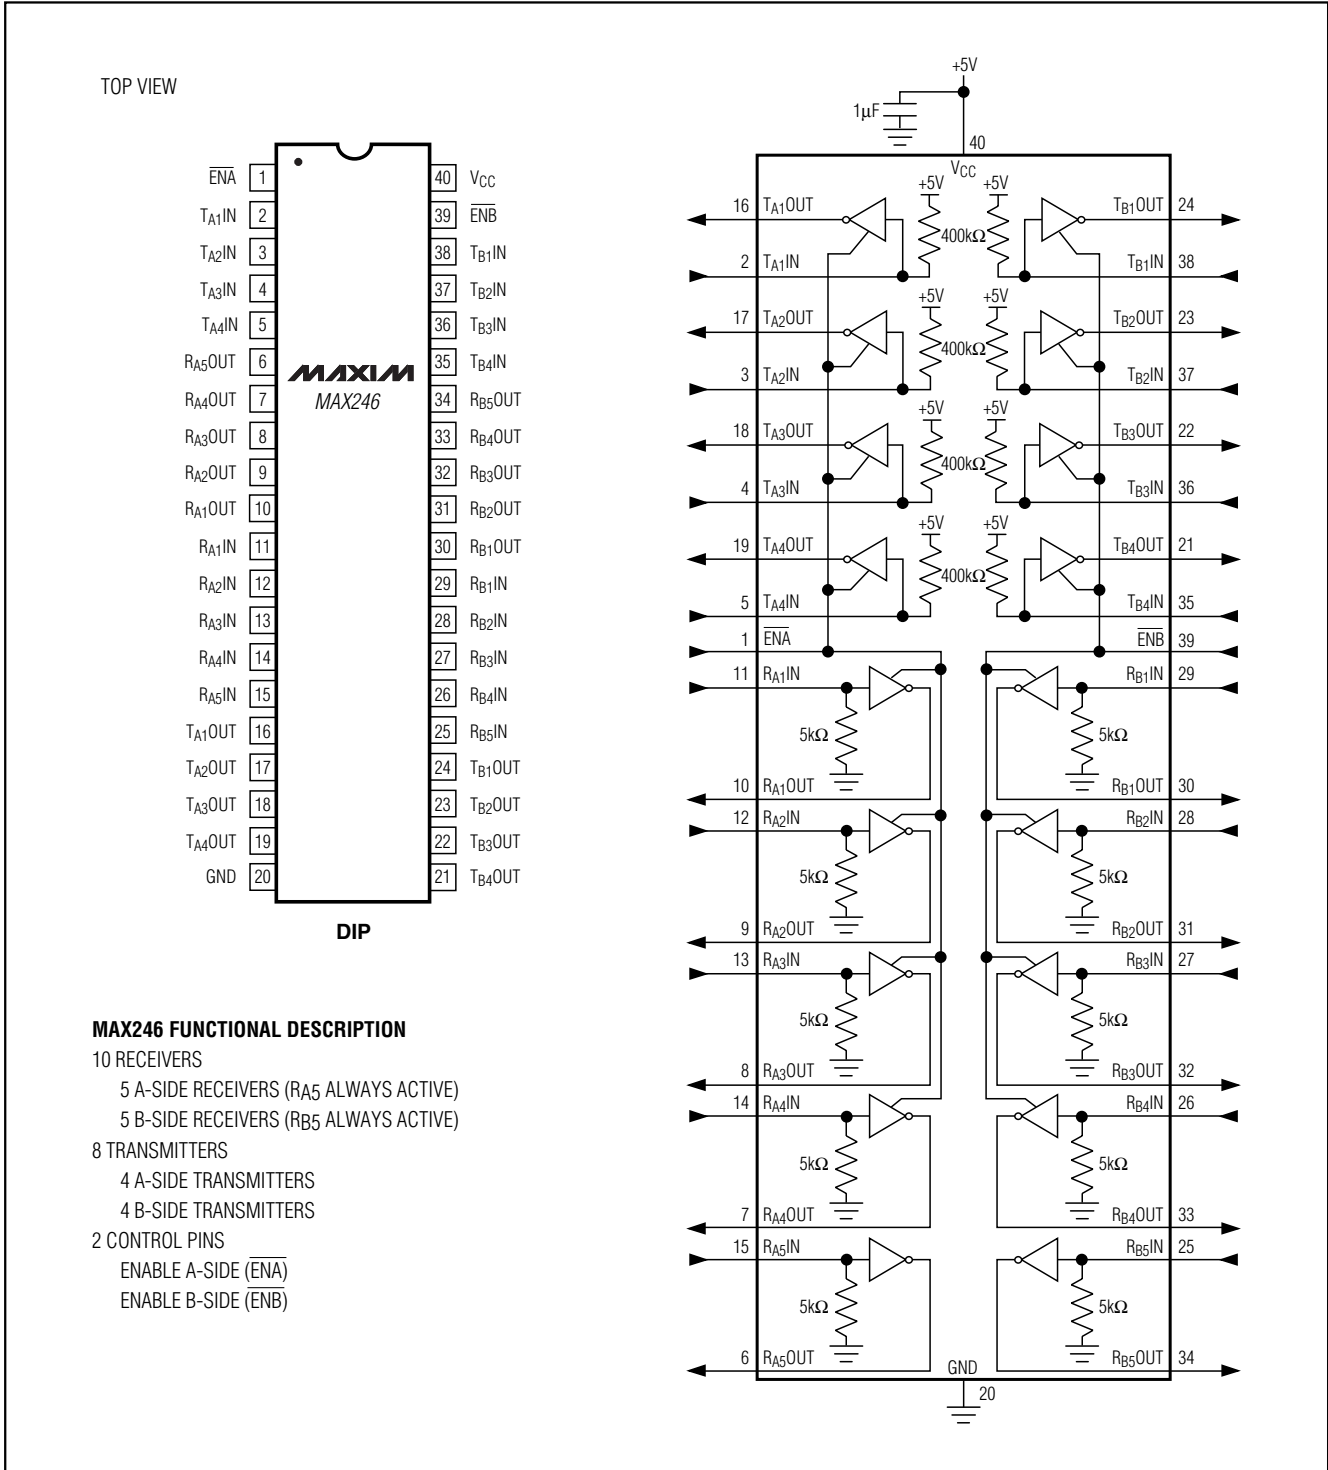 TOP VIEW
ENA 1
TA1IN 2
TA2IN 3
TA3IN 4
TA4IN 5
RA5OUT 6
RA4OUT 7
RA3OUT 8
RA2OUT 9
RA1OUT 10
RA1IN 11
RA2IN 12
RA3IN 13
RA4IN 14
RA5IN 15
TA1OUT 16
TA2OUT 17
TA3OUT 18
TA4OUT 19
GND 20
MAXIM
MAX246
40 VCC
39 ENB
38 TB1IN
37 TB2IN
36 TB3IN
35 TB4IN
34 RB5OUT
33 RB4OUT
32 RB3OUT
31 RB2OUT
30 RB1OUT
29 RB1IN
28 RB2IN
27 RB3IN
26 RB4IN
25 RB5IN
24 TB1OUT
23 TB2OUT
22 TB3OUT
21 TB4OUT
DIP
MAX246 FUNCTIONAL DESCRIPTION
10 RECEIVERS
5 A-SIDE RECEIVERS (RA5 ALWAYS ACTIVE)
5 B-SIDE RECEIVERS (RB5 ALWAYS ACTIVE)
8 TRANSMITTERS
4 A-SIDE TRANSMITTERS
4 B-SIDE TRANSMITTERS
2 CONTROL PINS
ENABLE A-SIDE (ENA)
ENABLE B-SIDE (ENB)
+5V
1µF
40
VCC
+5V +5V
16 TA1OUT TB1OUT 24
400kΩ
2 TA1IN TB1IN 38
+5V
17 TA2OUT TB2OUT 23
400kΩ
3 TA2IN TB2IN 37
+5V +5V
18 TA3OUT TB3OUT 22
400kΩ
4 TA3IN TB3IN 36
+5V +5V
19 TA4OUT TB4OUT 21
400kΩ
5 TA4IN TB4IN 35
1 ENA ENB 39
11 RA1IN RB1IN 29
5kΩ 5kΩ
10 RA1OUT RB1OUT 30
12 RA2IN RB2IN 28
5kΩ 5kΩ
9 RA2OUT RB2OUT 31
13 RA3IN RB3IN 27
5kΩ 5kΩ
8 RA3OUT RB3OUT 32
14 RA4IN RB4IN 26
5kΩ 5kΩ
7 RA4OUT RB4OUT 33
15 RA5IN RB5IN 25
5kΩ 5kΩ
6 RA5OUT RB5OUT 34
GND
20